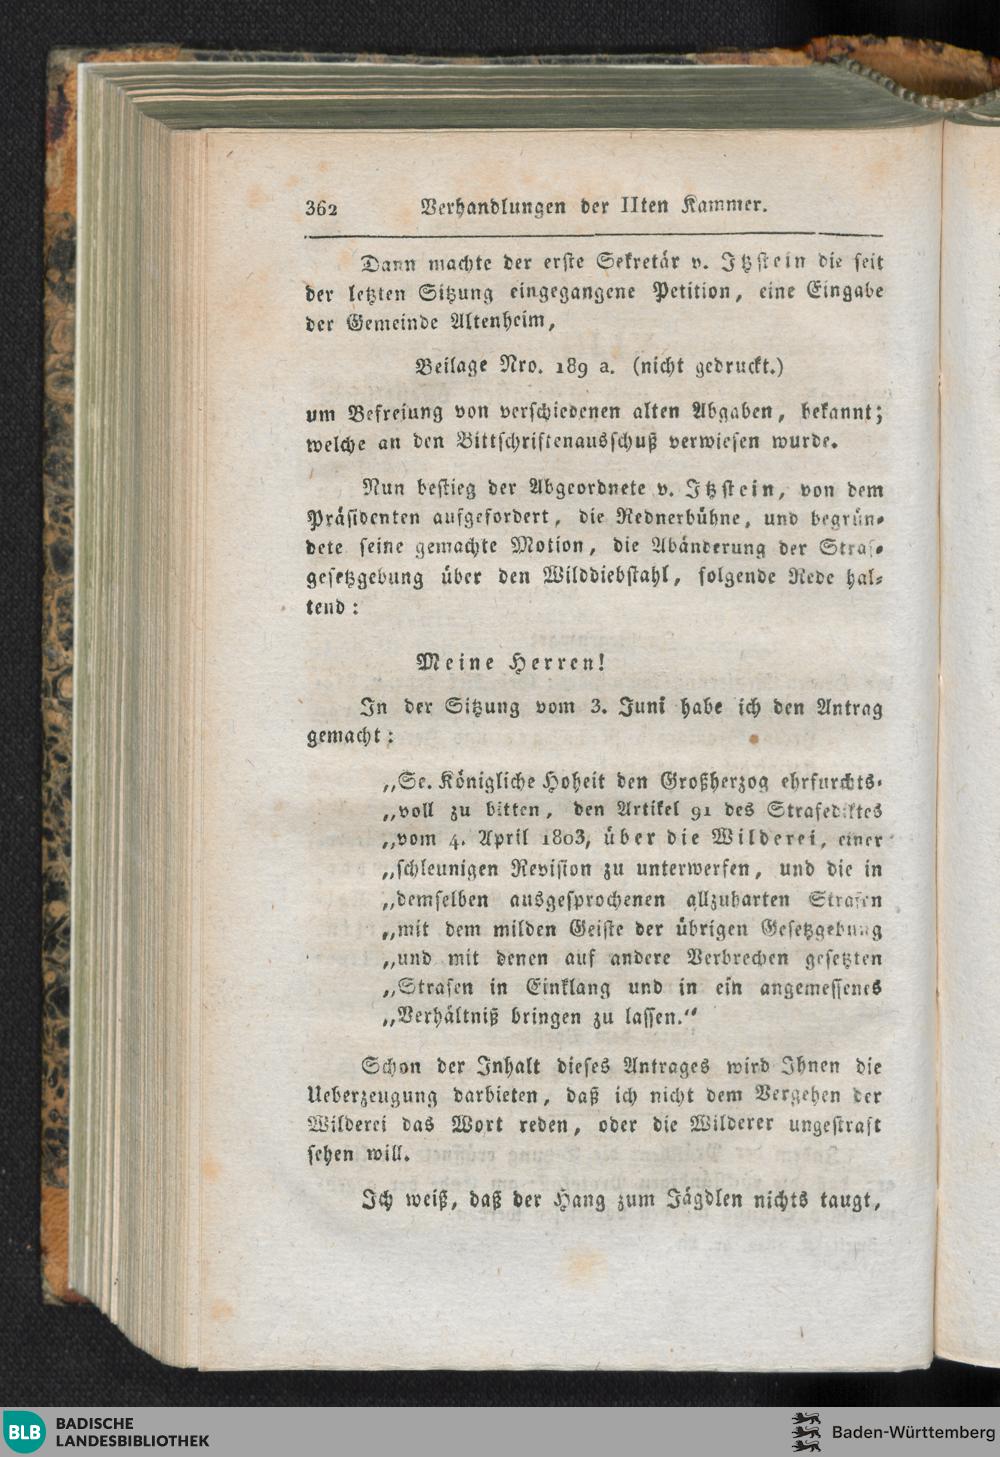 362 Verhandlungen der IIten Kammer.
Dann machte der erste Sekretär v. Itzstein die seit
der letzten Sitzung eingegangene Petition, eine Eingabe
der Gemeinde Altenheim,
Beilage Nro. 189 a. (nicht gedruckt.)
um Befreiung von verschiedenen alten Abgaben, bekannt;
welche an den Bittschriftenausschuß verwiesen wurde.
Nun bestieg der Abgeordnete v. Itzstein, von dem
Präsidenten aufgefordert, die Rednerbühne, und begrün-
dete seine gemachte Motion, die Abänderung der Straf-
gesetzgebung über den Wilddiebstahl, folgende Rede hal-
tend:
Meine Herren!
In der Sitzung vom 3. Juni habe ich den Antrag
gemacht:
„Se. Königliche Hoheit den Großherzog ehrfurchts-
„voll zu bitten, den Artikel 91 des Strafediktes
„vom 4. April 1803, über die Wilderei, einer
„schleunigen Revision zu unterwerfen, und die in
„demselben ausgesprochenen allzuharten Strafen
„mit dem milden Geiste der übrigen Gesetzgebung
„und mit denen auf andere Verbrechen gesetzten
„Strafen in Einklang und in ein angemessenes
„Verhältniß bringen zu lassen.“
Schon der Inhalt dieses Antrages wird Ihnen die
Ueberzeugung darbieten, daß ich nicht dem Vergehen der
Wilderei das Wort reden, oder die Wilderer ungestraft
sehen will.
Ich weiß, daß der Hang zum Jägdlen nichts taugt,
BLB BADISCHE
LANDESBIBLIOTHEK
Baden-Württemberg